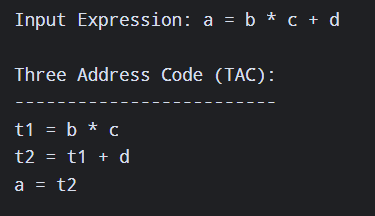 Input Expression: a = b * c + d
Three Address Code (TAC):
-------------------------
t1 = b * c
t2 = t1 + d
a = t2